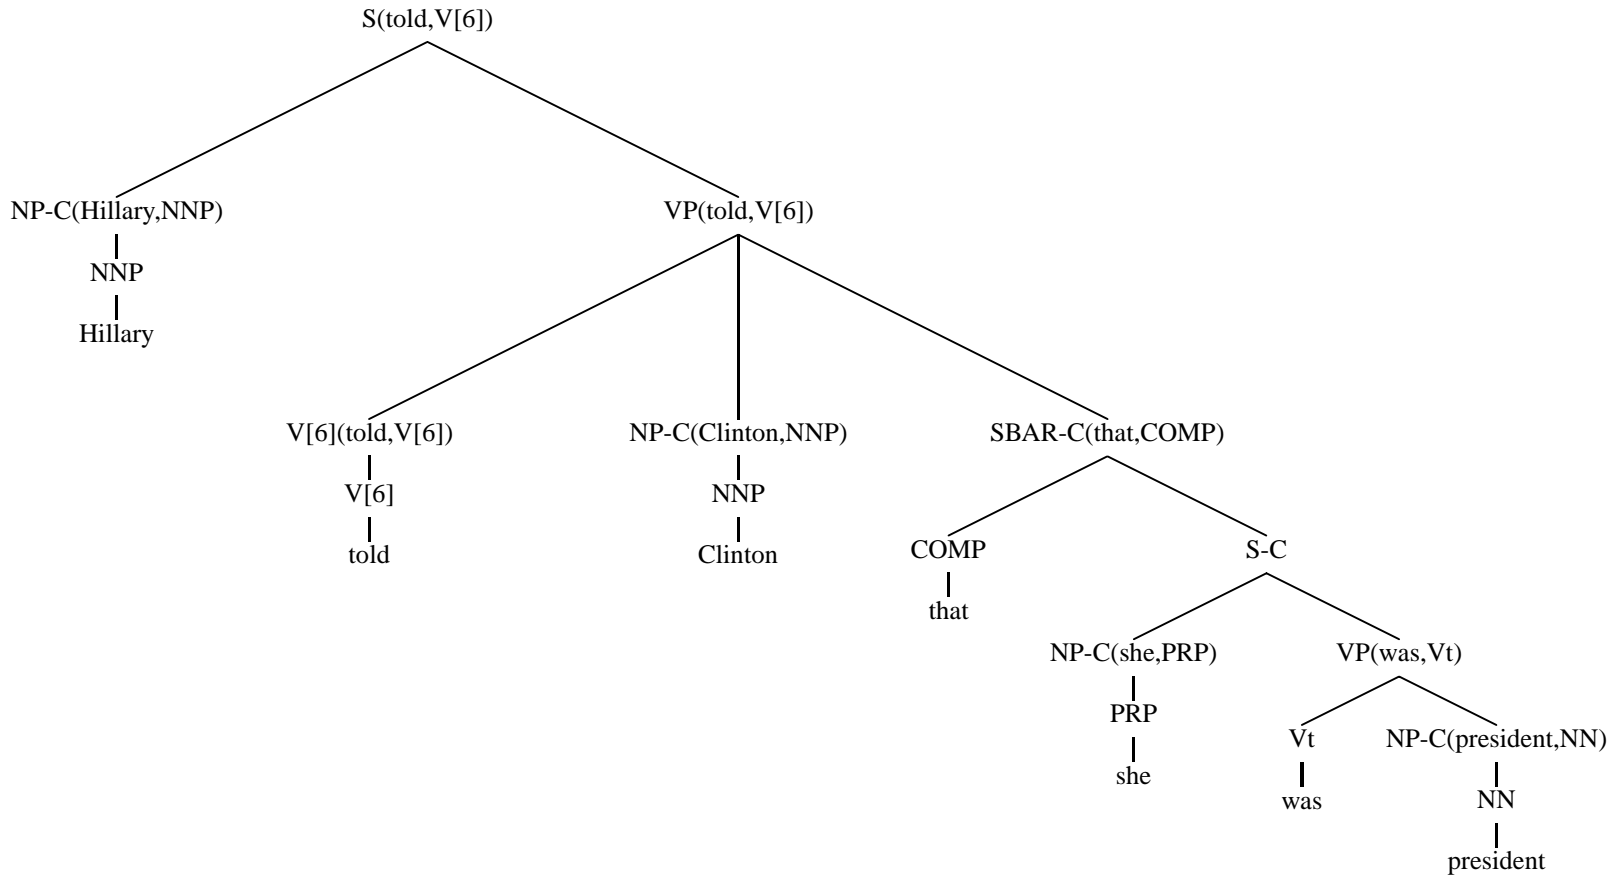 S(told,V[6])
NP-C(Hillary,NNP) VP(told,V[6])
NNP
Hillary
V[6](told,V[6]) NP-C(Clinton,NNP) SBAR-C(that,COMP)
V[6] NNP
told Clinton
COMP S-C
that
NP-C(she,PRP) VP(was,Vt)
PRP
she
Vt NP-C(president,NN)
was NN
president